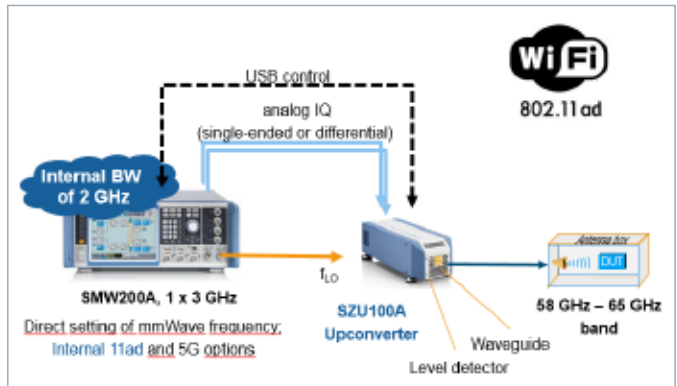 WiFi
802.11ad
USB control
analog IQ
(single-ended or differential)
Internal BW
of 2 GHz
fLO
Antenna box
DUT
SMW200A, 1 x 3 GHz
Direct setting of mmWave frequency;
Internal 11ad and 5G options
SZU100A
Upconverter
58 GHz – 65 GHz
band
Waveguide
Level detector